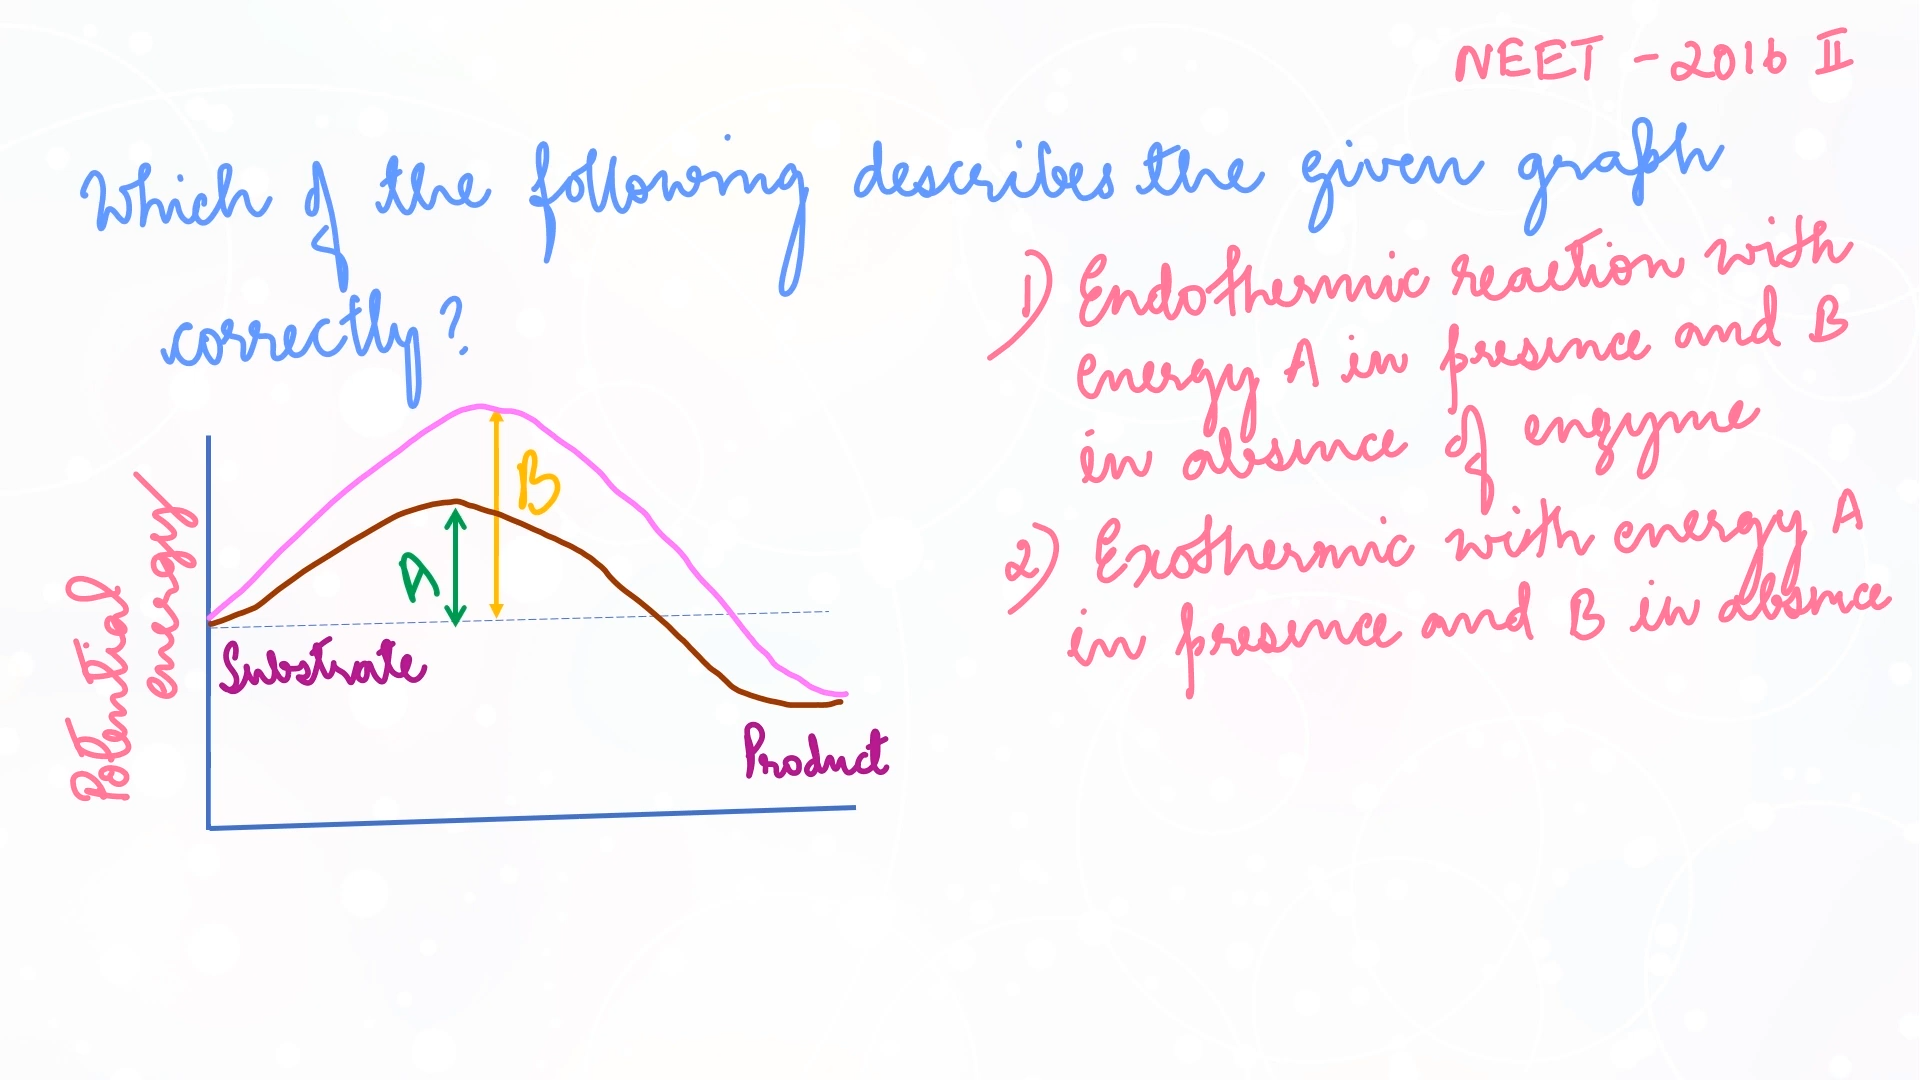 NEET - 2016 II
Which of the following describes the given graph
correctly?
1) Endothermic reaction with
energy A in presence and B
in absence of enzyme
2) Exothermic with energy A
in presence and B in absence
Potential
energy
B
A
Substrate
Product